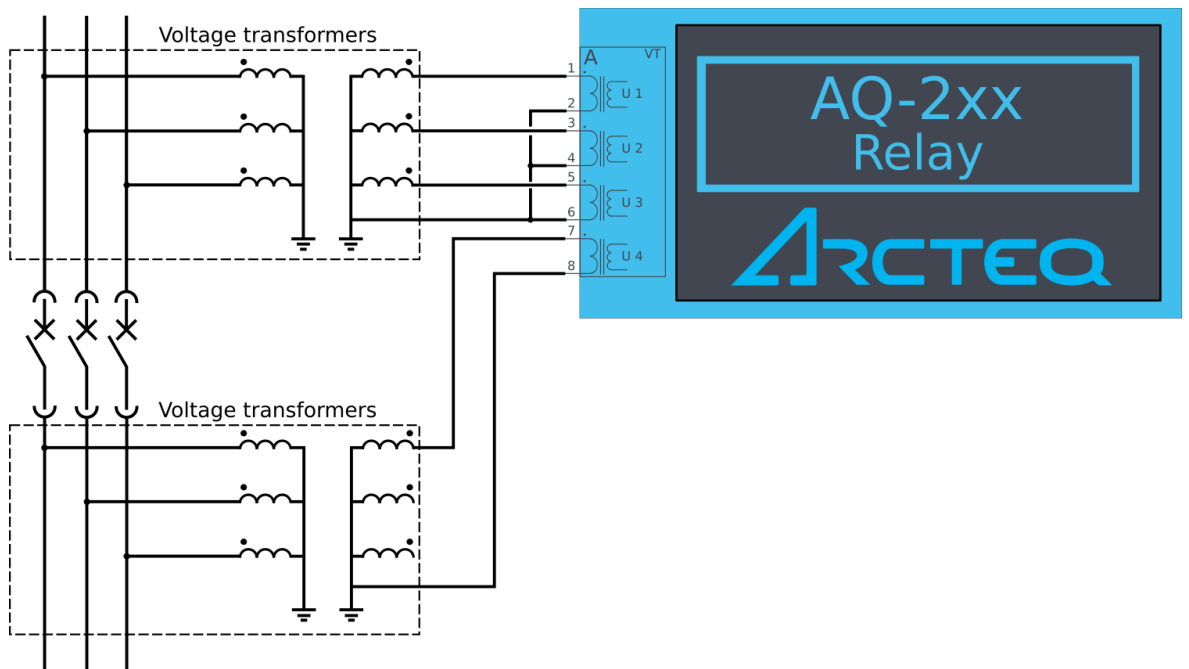 Voltage transformers
A VT
1
U 1
2
3
U 2
4
5
U 3
6
7
U 4
8
AQ-2xx
Relay
ARCTEQ
Voltage transformers